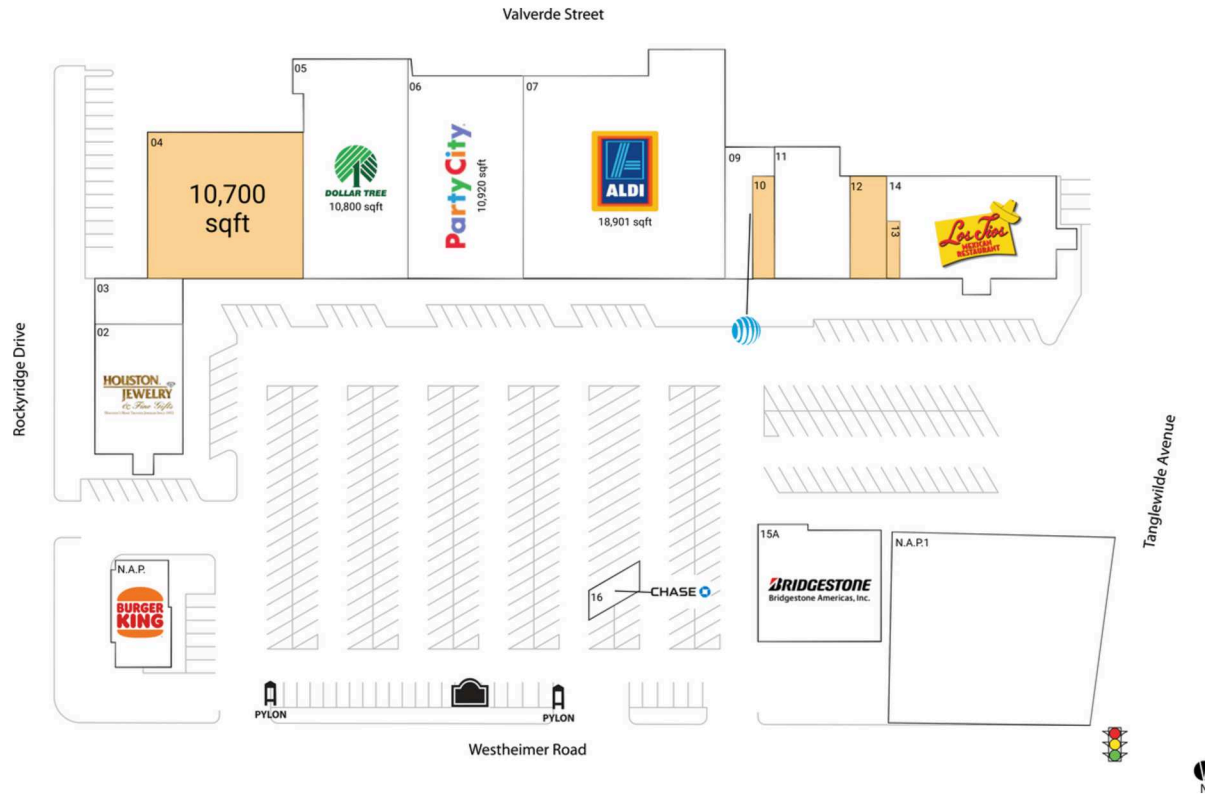 Valverde Street
05
06
07
04
10,700
sqft
DOLLAR TREE
10,800 sqft
Party City
10,920 sqft
ALDI
18,901 sqft
09
10
11
12
13
14
Los Tios
MEXICAN
RESTAURANT
03
02
HOUSTON
JEWELRY
& Fine Gifts
Rockyridge Drive
Tanglewilde Avenue
N.A.P.
BURGER
KING
16
CHASE
15A
BRIDGESTONE
Bridgestone Americas, Inc.
N.A.P.1
PYLON
PYLON
Westheimer Road
N